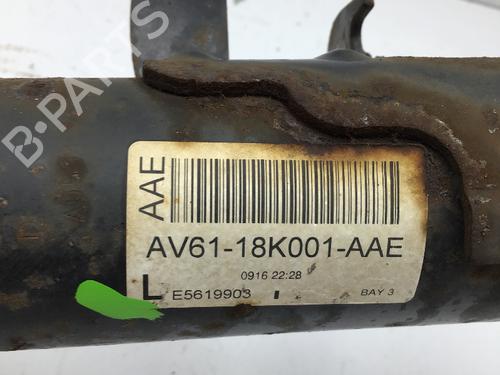 B-PARTS
AAE
AV61-18K001-AAE
0916 22:28
L E5619903 BAY 3